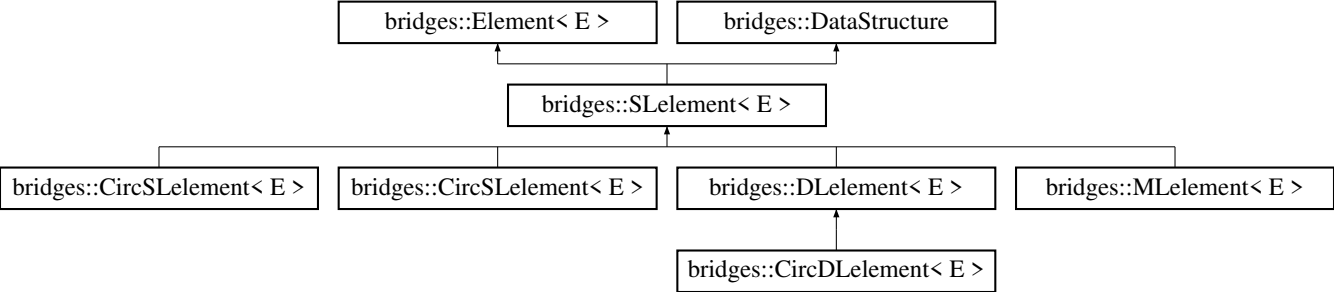 bridges::Element< E >
bridges::DataStructure
bridges::SLelement< E >
bridges::CircSLelement< E >
bridges::CircSLelement< E >
bridges::DLelement< E >
bridges::MLelement< E >
bridges::CircDLelement< E >